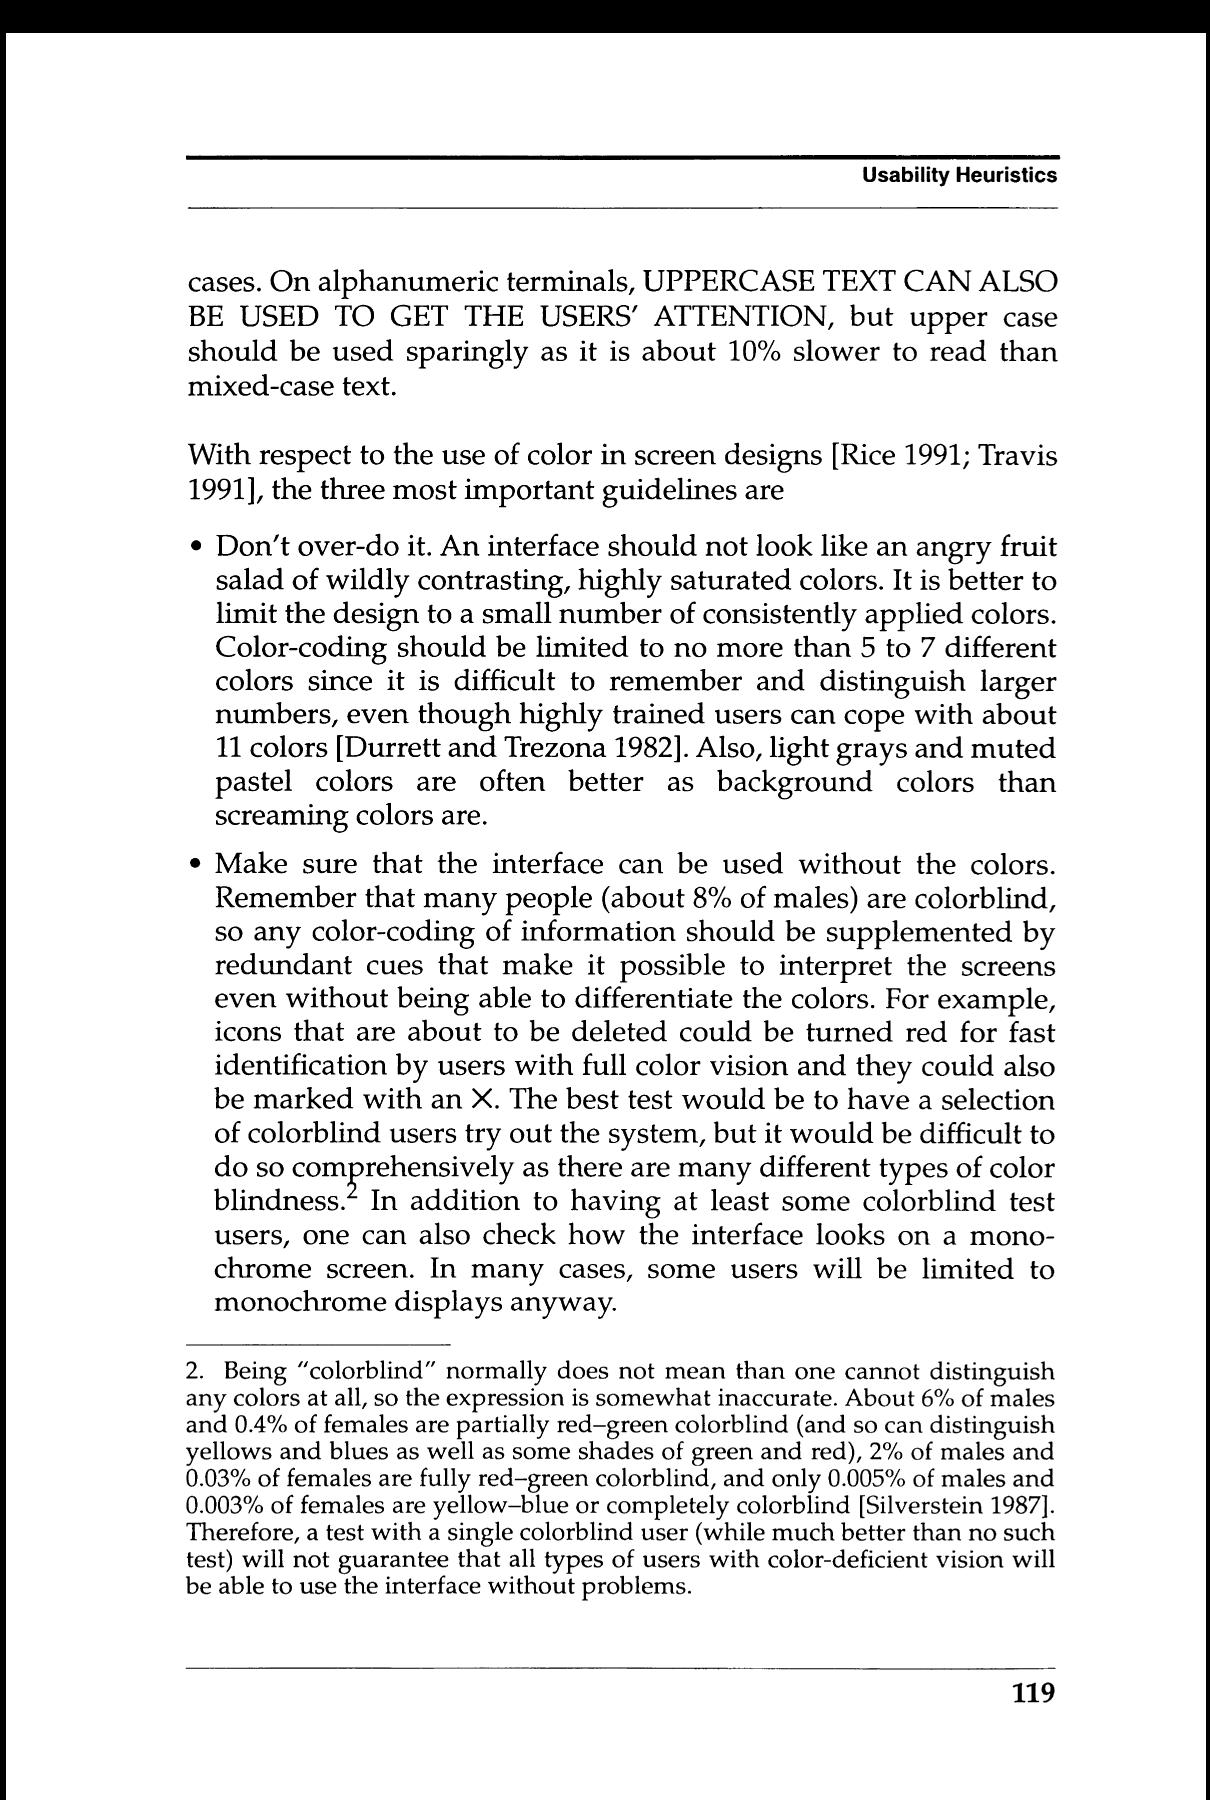 Usability Heuristics
cases. On alphanumeric terminals, UPPERCASE TEXT CAN ALSO
BE USED TO GET THE USERS' ATTENTION, but upper case
should be used sparingly as it is about 10% slower to read than
mixed-case text.
With respect to the use of color in screen designs [Rice 1991; Travis
1991], the three most important guidelines are
• Don't over-do it. An interface should not look like an angry fruit
salad of wildly contrasting, highly saturated colors. It is better to
limit the design to a small number of consistently applied colors.
Color-coding should be limited to no more than 5 to 7 different
colors since it is difficult to remember and distinguish larger
numbers, even though highly trained users can cope with about
11 colors [Durrett and Trezona 1982]. Also, light grays and muted
pastel colors are often better as background colors than
screaming colors are.
• Make sure that the interface can be used without the colors.
Remember that many people (about 8% of males) are colorblind,
so any color-coding of information should be supplemented by
redundant cues that make it possible to interpret the screens
even without being able to differentiate the colors. For example,
icons that are about to be deleted could be turned red for fast
identification by users with full color vision and they could also
be marked with an X. The best test would be to have a selection
of colorblind users try out the system, but it would be difficult to
do so comprehensively as there are many different types of color
blindness.2 In addition to having at least some colorblind test
users, one can also check how the interface looks on a mono-
chrome screen. In many cases, some users will be limited to
monochrome displays anyway.
2. Being "colorblind" normally does not mean than one cannot distinguish
any colors at all, so the expression is somewhat inaccurate. About 6% of males
and 0.4% of females are partially red–green colorblind (and so can distinguish
yellows and blues as well as some shades of green and red), 2% of males and
0.03% of females are fully red–green colorblind, and only 0.005% of males and
0.003% of females are yellow–blue or completely colorblind [Silverstein 1987].
Therefore, a test with a single colorblind user (while much better than no such
test) will not guarantee that all types of users with color-deficient vision will
be able to use the interface without problems.
119